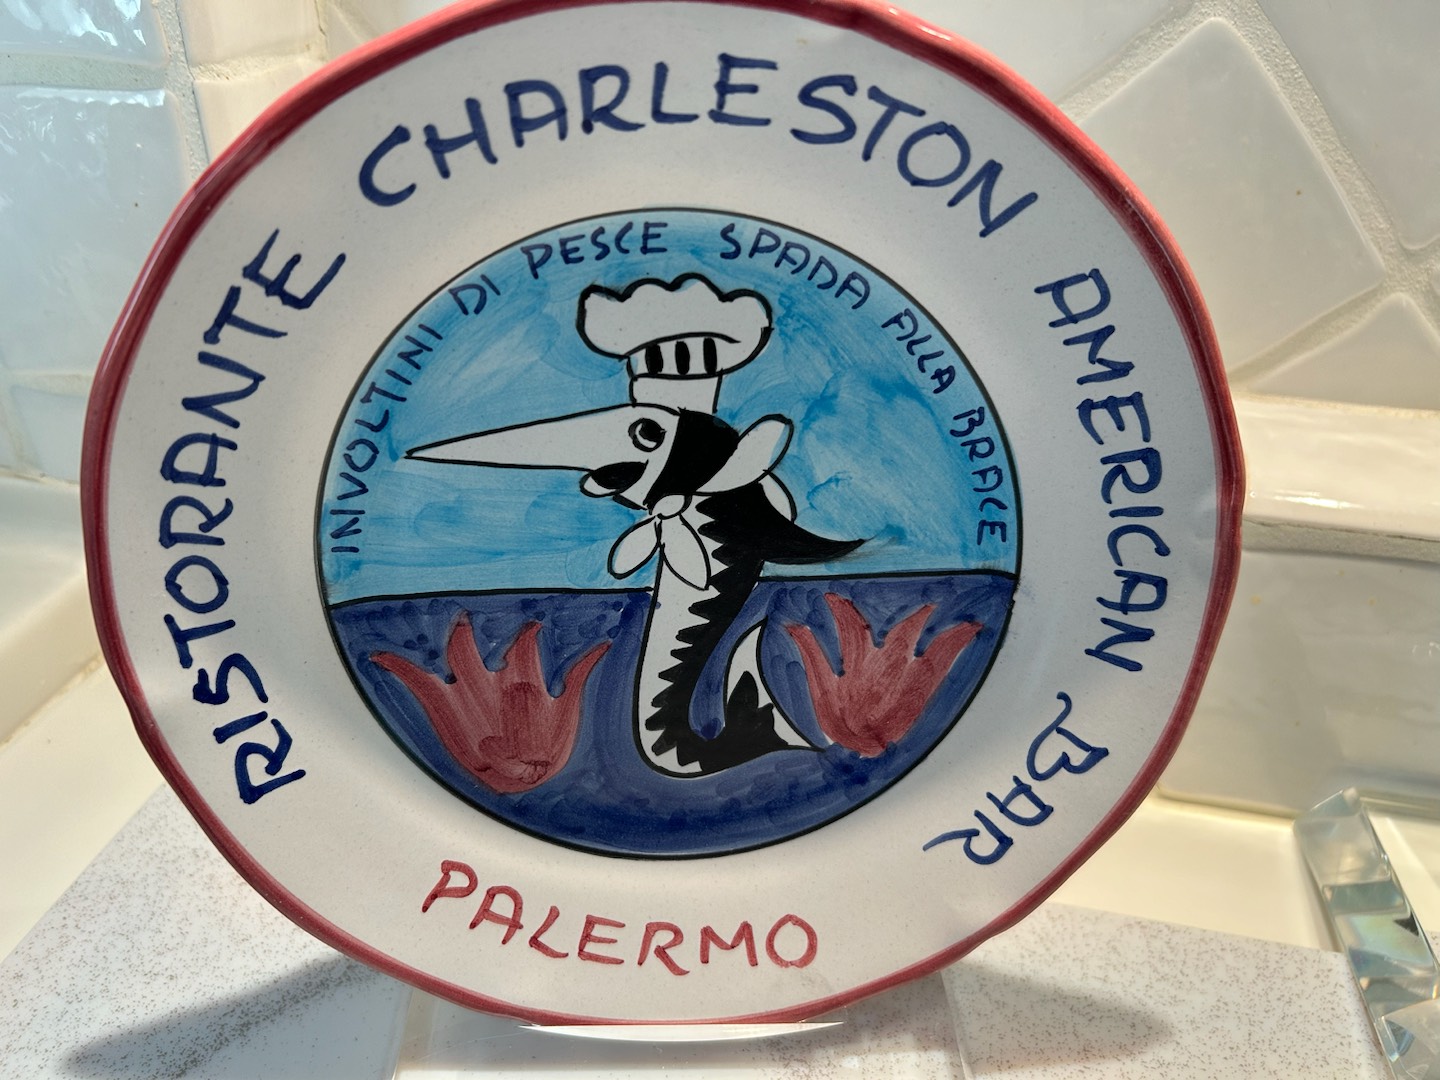 RISTORANTE CHARLESTON AMERICAN BAR
INVOLTINI DI PESCE SPADA ALLA BRACE
PALERMO